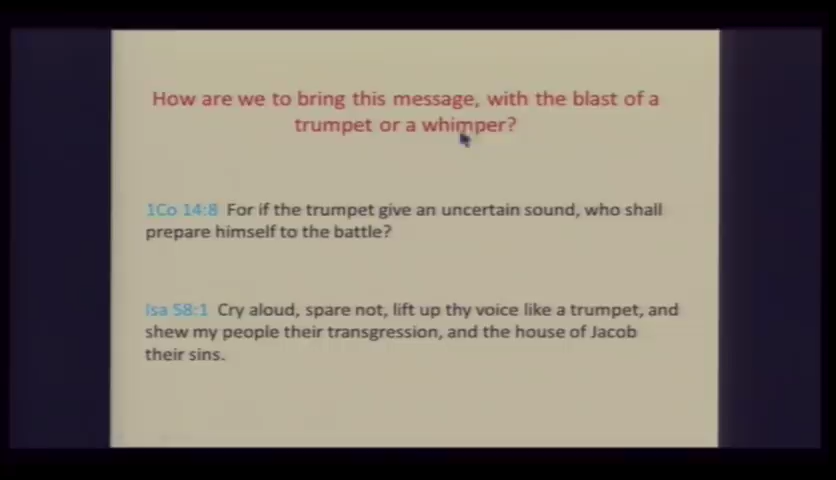 How are we to bring this message, with the blast of a
trumpet or a whimper?
1Co 14:8 For if the trumpet give an uncertain sound, who shall
prepare himself to the battle?
Isa 58:1 Cry aloud, spare not, lift up thy voice like a trumpet, and
shew my people their transgression, and the house of Jacob
their sins.